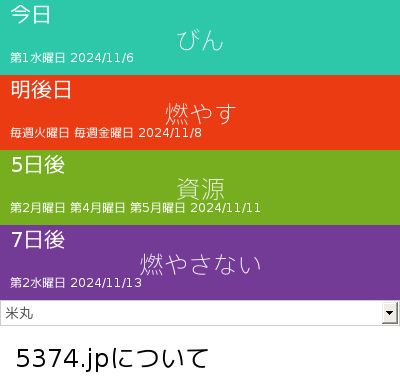 今日
びん
第1水曜日 2024/11/6
明後日
燃やす
毎週火曜日 毎週金曜日 2024/11/8
5日後
資源
第2月曜日 第4月曜日 第5月曜日 2024/11/11
7日後
燃やさない
第2水曜日 2024/11/13
米丸
5374.jpについて